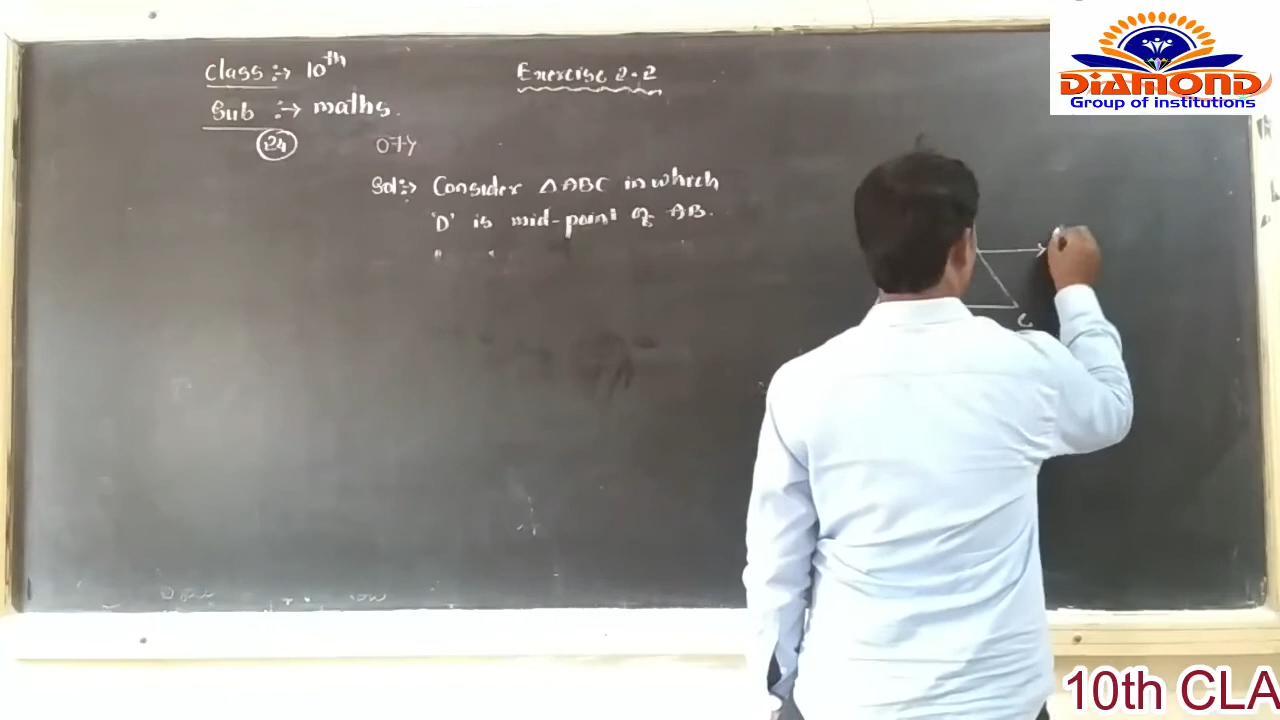 Class :→ 10th
Exercise 2.2
Sub :→ maths.
24
Sol :→ Consider △ ABC in which
'D' is mid-point of AB.
C
DIAMOND
Group of institutions
10th CLA